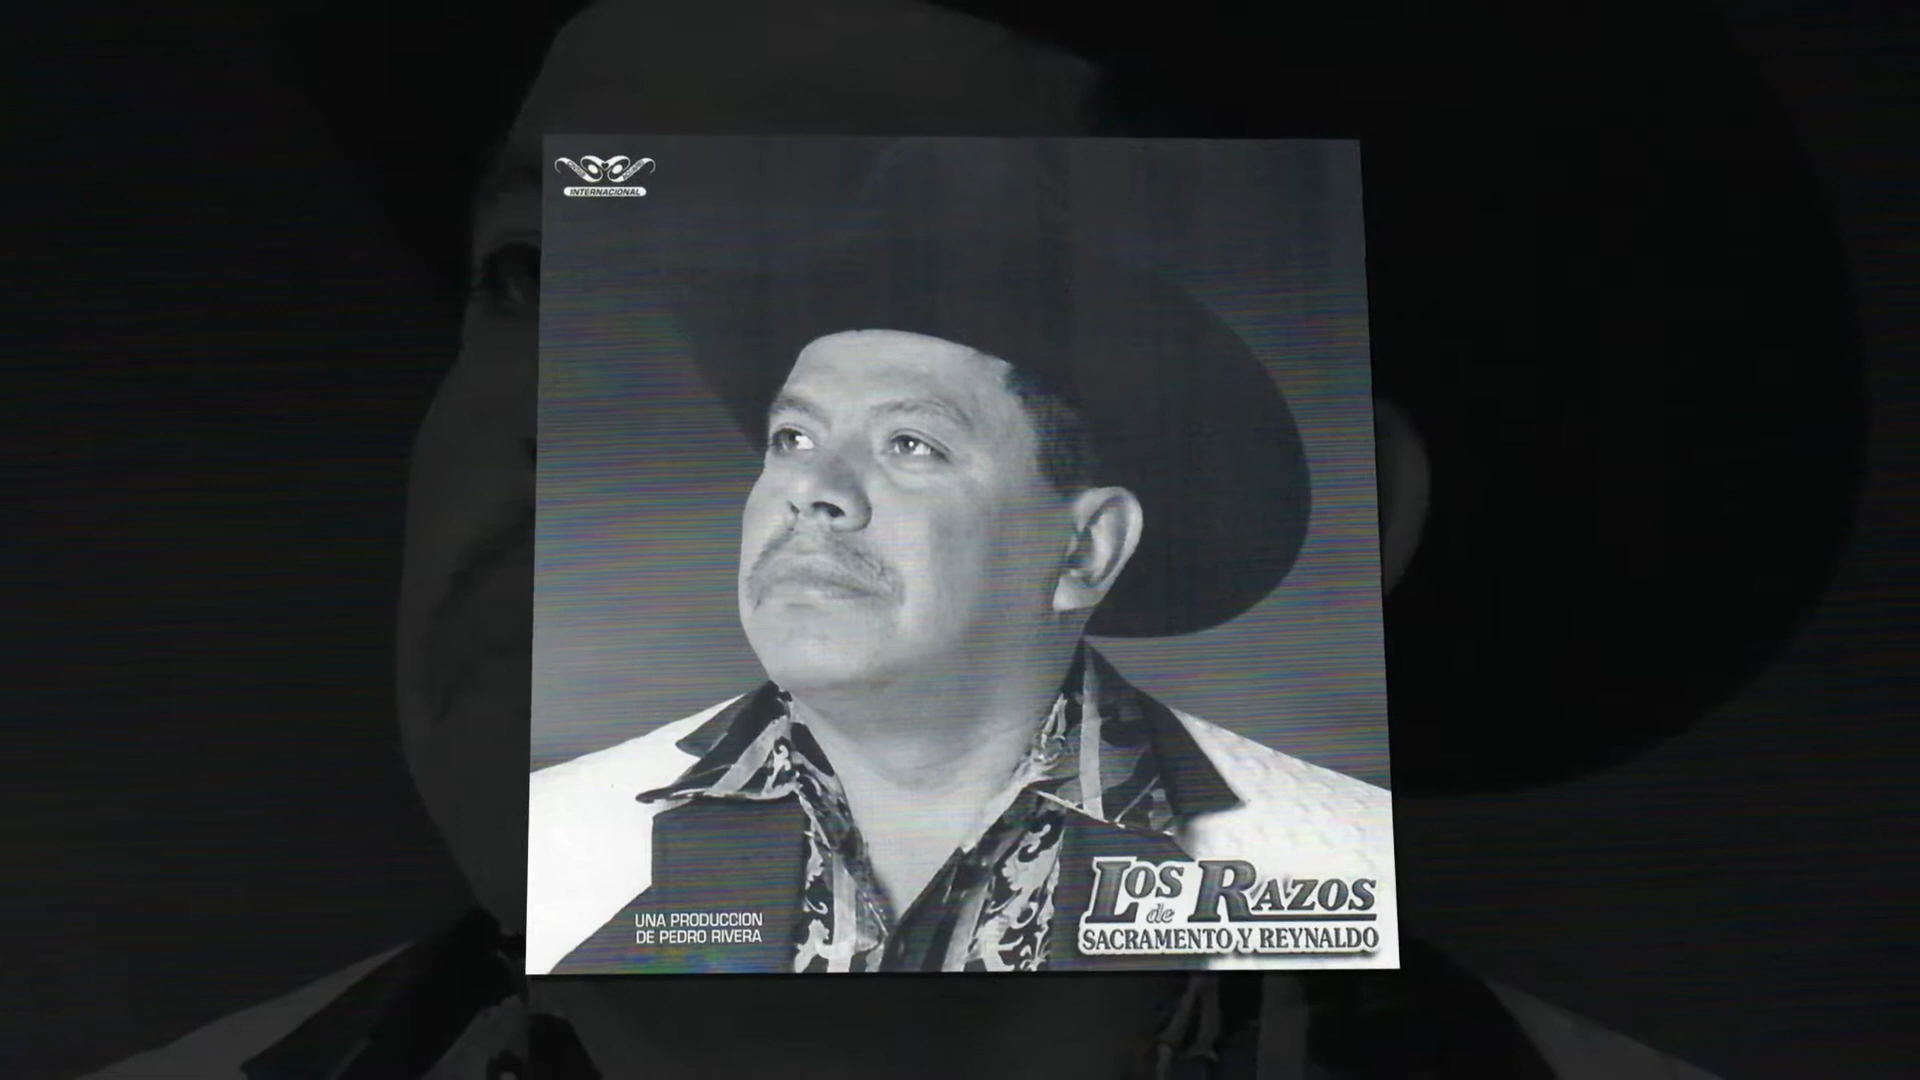 INTERNACIONAL
UNA PRODUCCION
DE PEDRO RIVERA
LOS RAZOS
de
SACRAMENTO Y REYNALDO